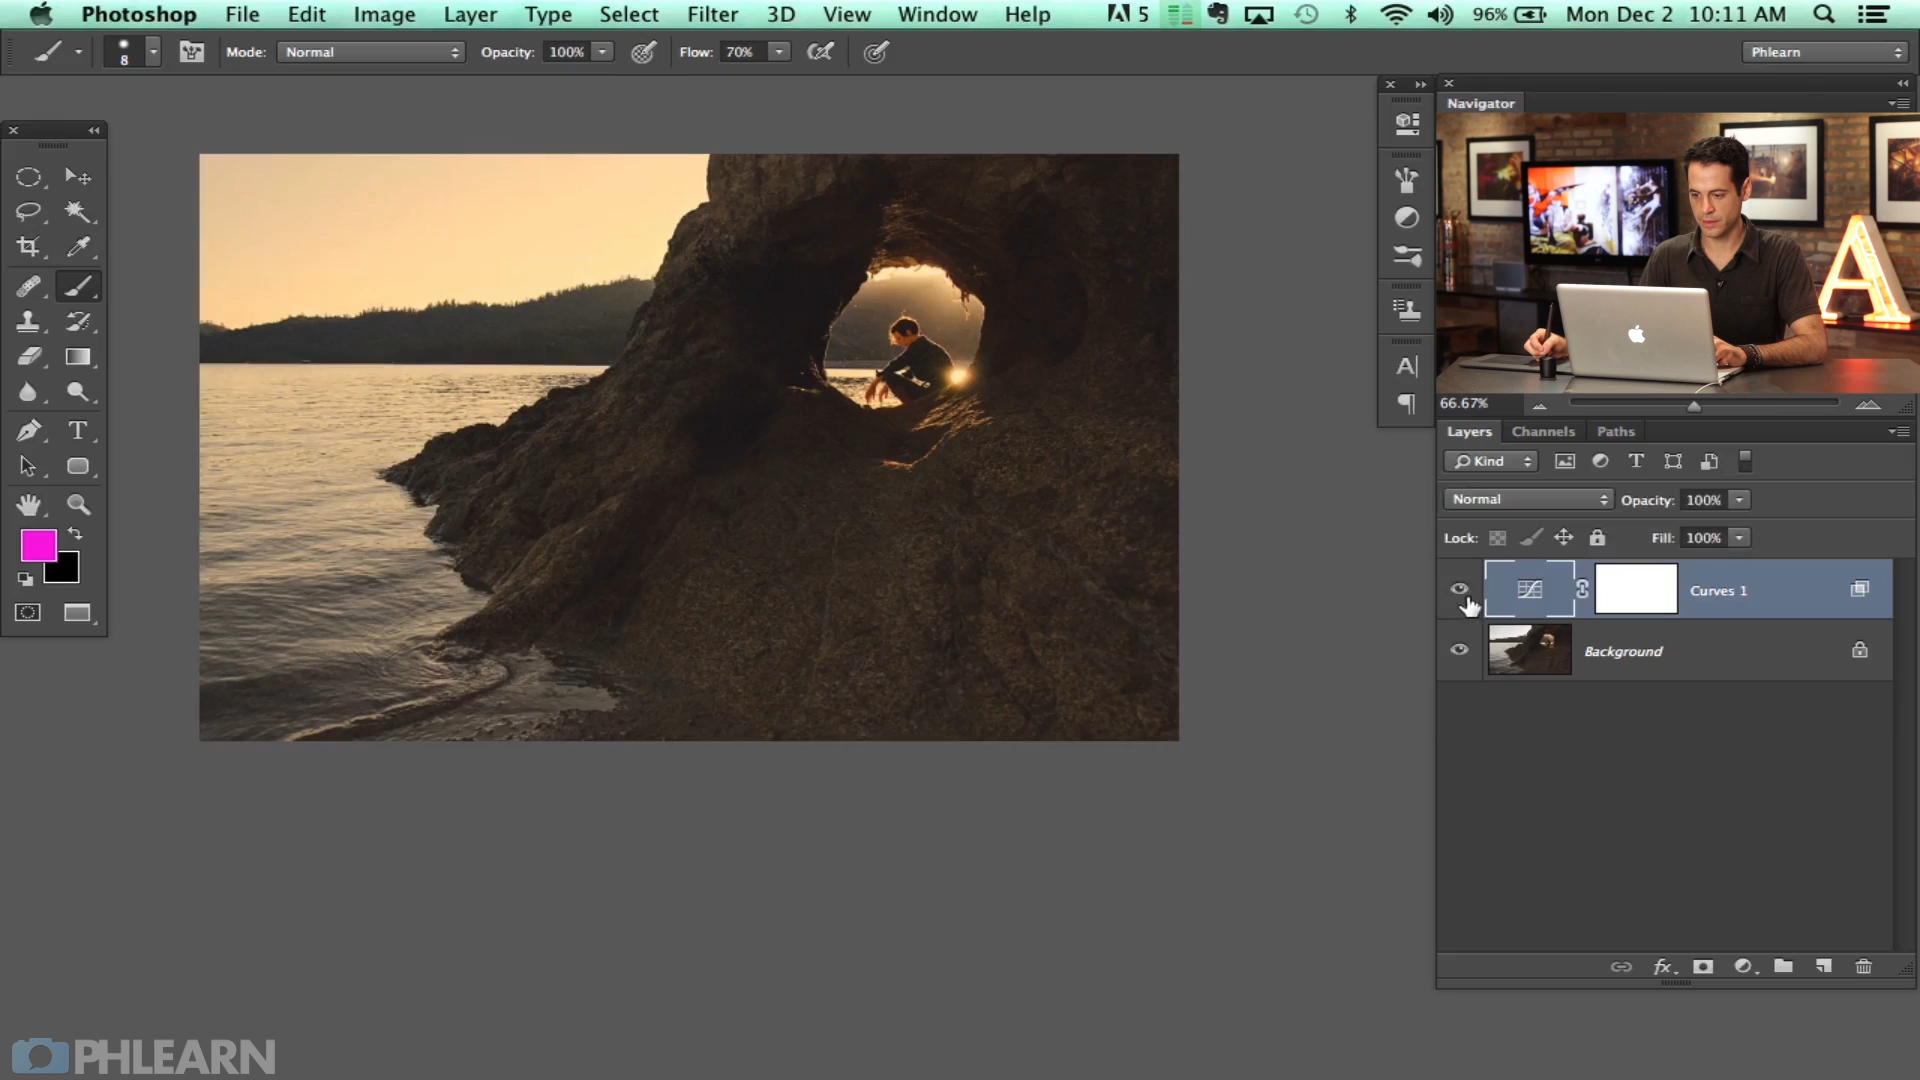 Photoshop File Edit Image Layer Type Select Filter 3D View Window Help 5 96% Mon Dec 2 10:11 AM
8 Mode: Normal Opacity: 100% Flow: 70% Phlearn
Navigator
A
66.67%
Layers Channels Paths
Kind
Normal Opacity: 100%
Lock: Fill: 100%
Curves 1
Background
fx
PHLEARN